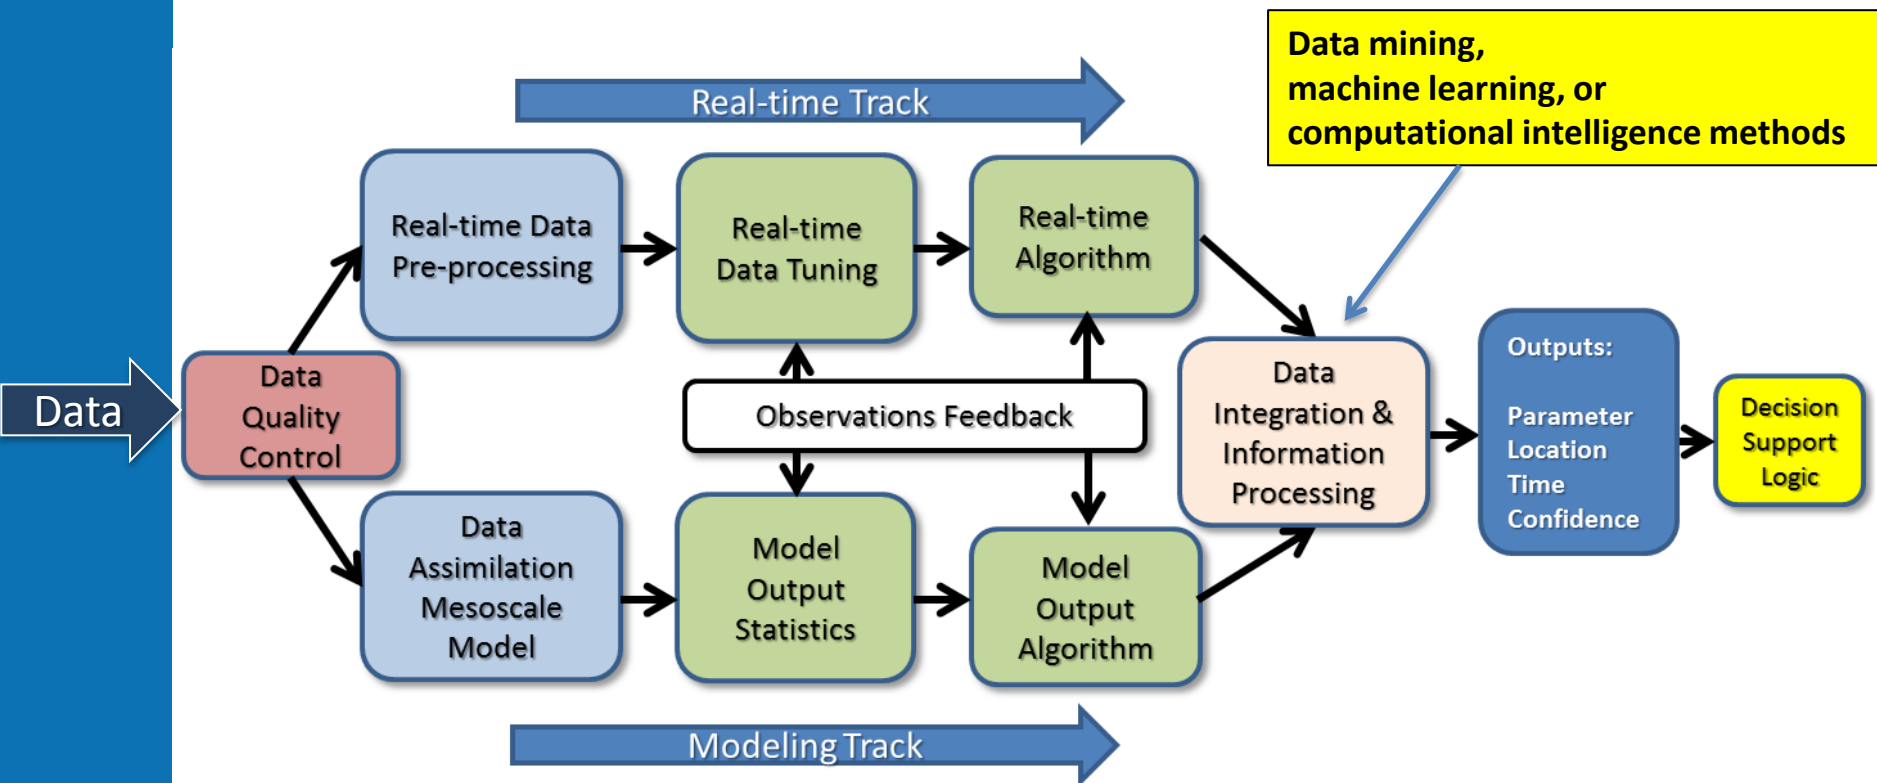 Data mining,
machine learning, or
computational intelligence methods
Real-time Track
Real-time Data
Pre-processing
Real-time
Data Tuning
Real-time
Algorithm
Data
Data
Quality
Control
Observations Feedback
Data
Integration &
Information
Processing
Outputs:
Parameter
Location
Time
Confidence
Decision
Support
Logic
Data
Assimilation
Mesoscale
Model
Model
Output
Statistics
Model
Output
Algorithm
Modeling Track